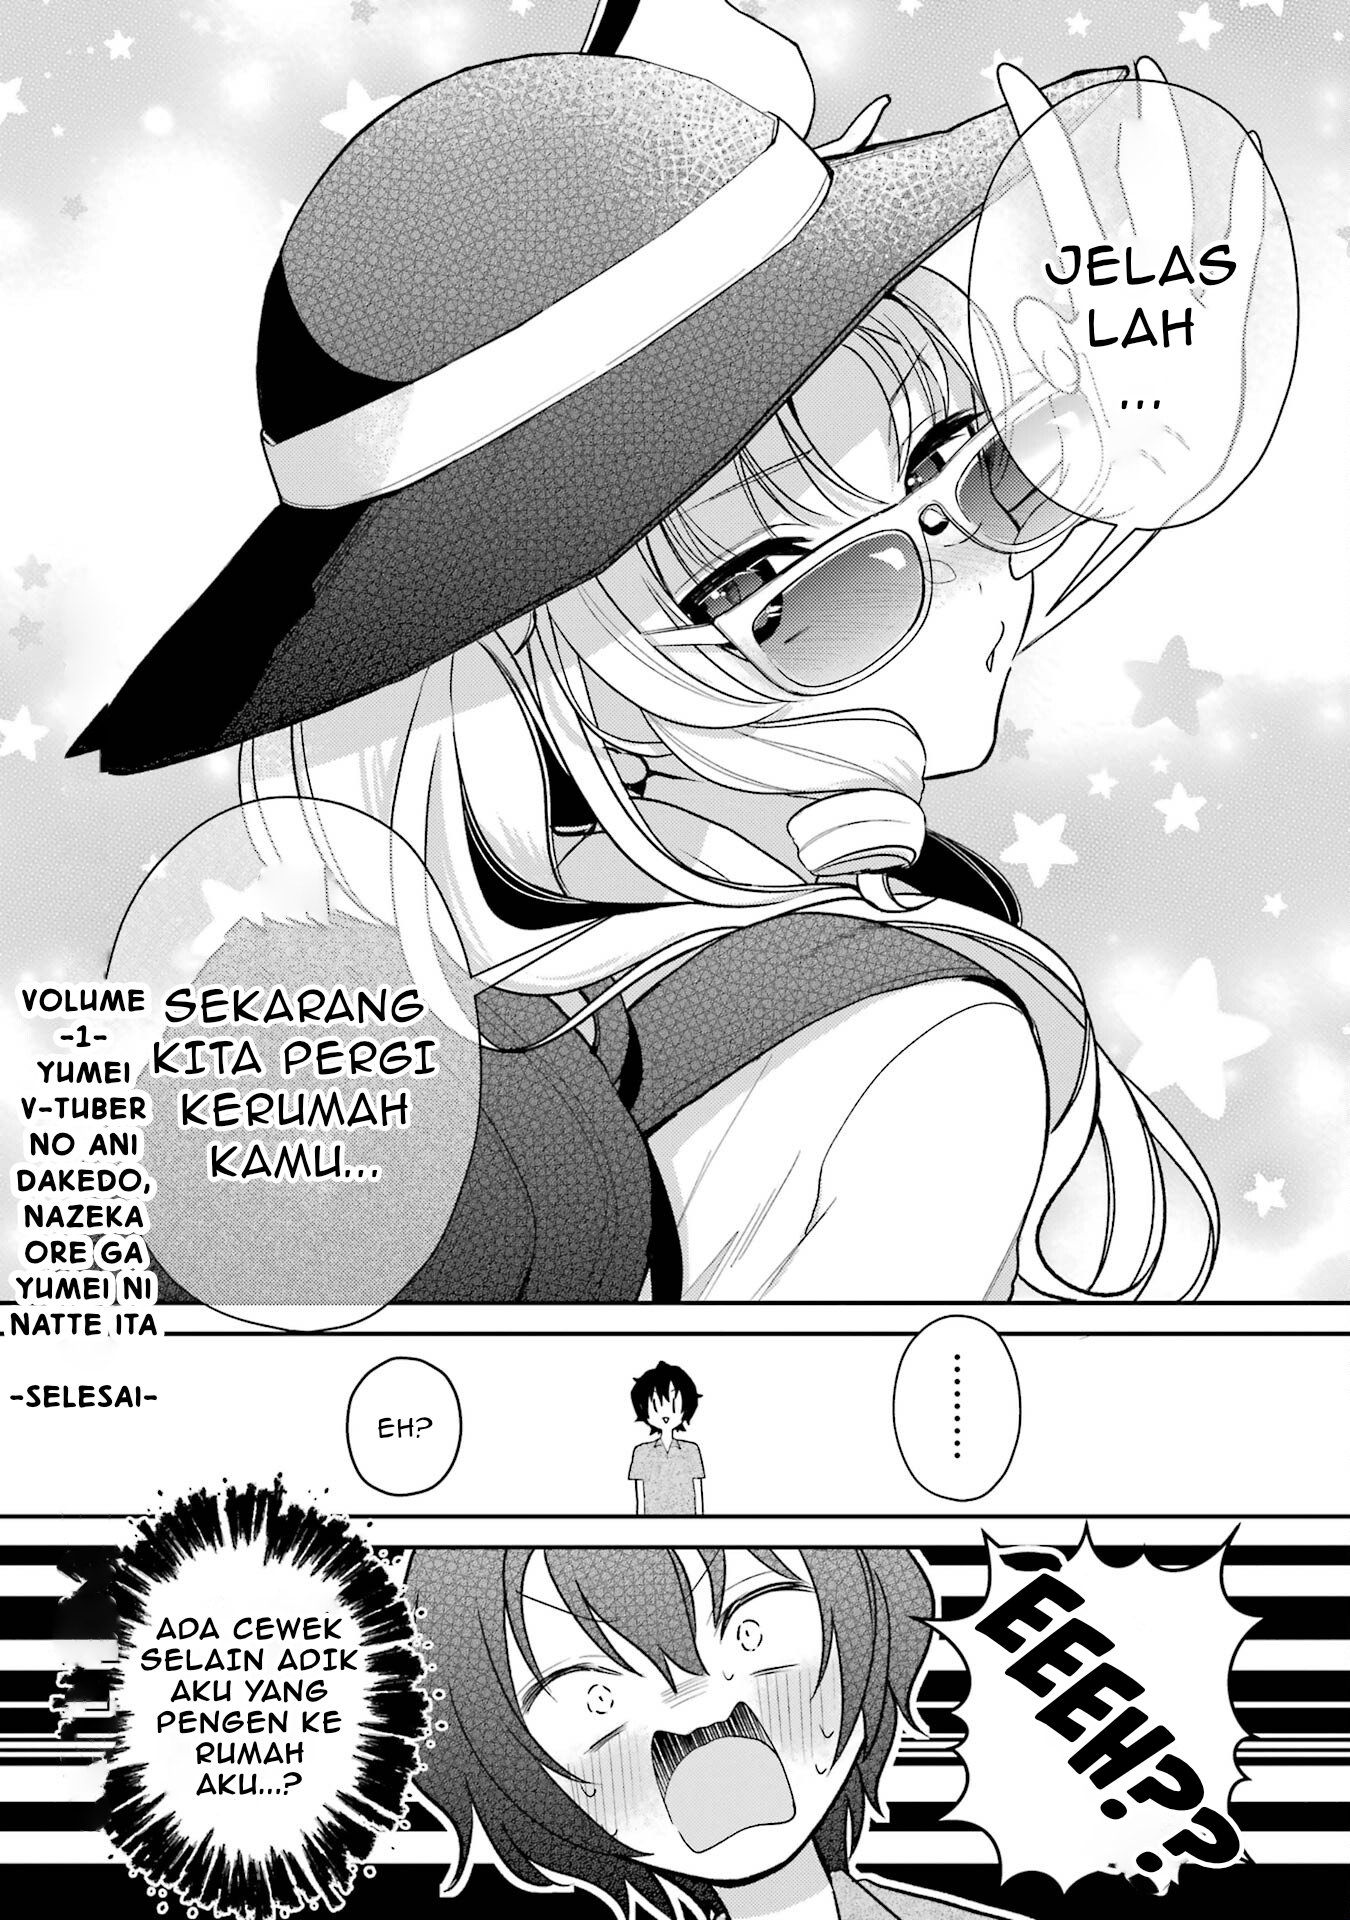 JELAS
LAH
...
SEKARANG
KITA PERGI
KERUMAH
KAMU...
VOLUME
-1-
YUMEI
V-TUBER
NO ANI
DAKEDO,
NAZEKA
ORE GA
YUMEI NI
NATTE ITA
-SELESAI-
.........
EH?
EEEH??
ADA CEWEK
SELAIN ADIK
AKU YANG
PENGEN KE
RUMAH
AKU...?